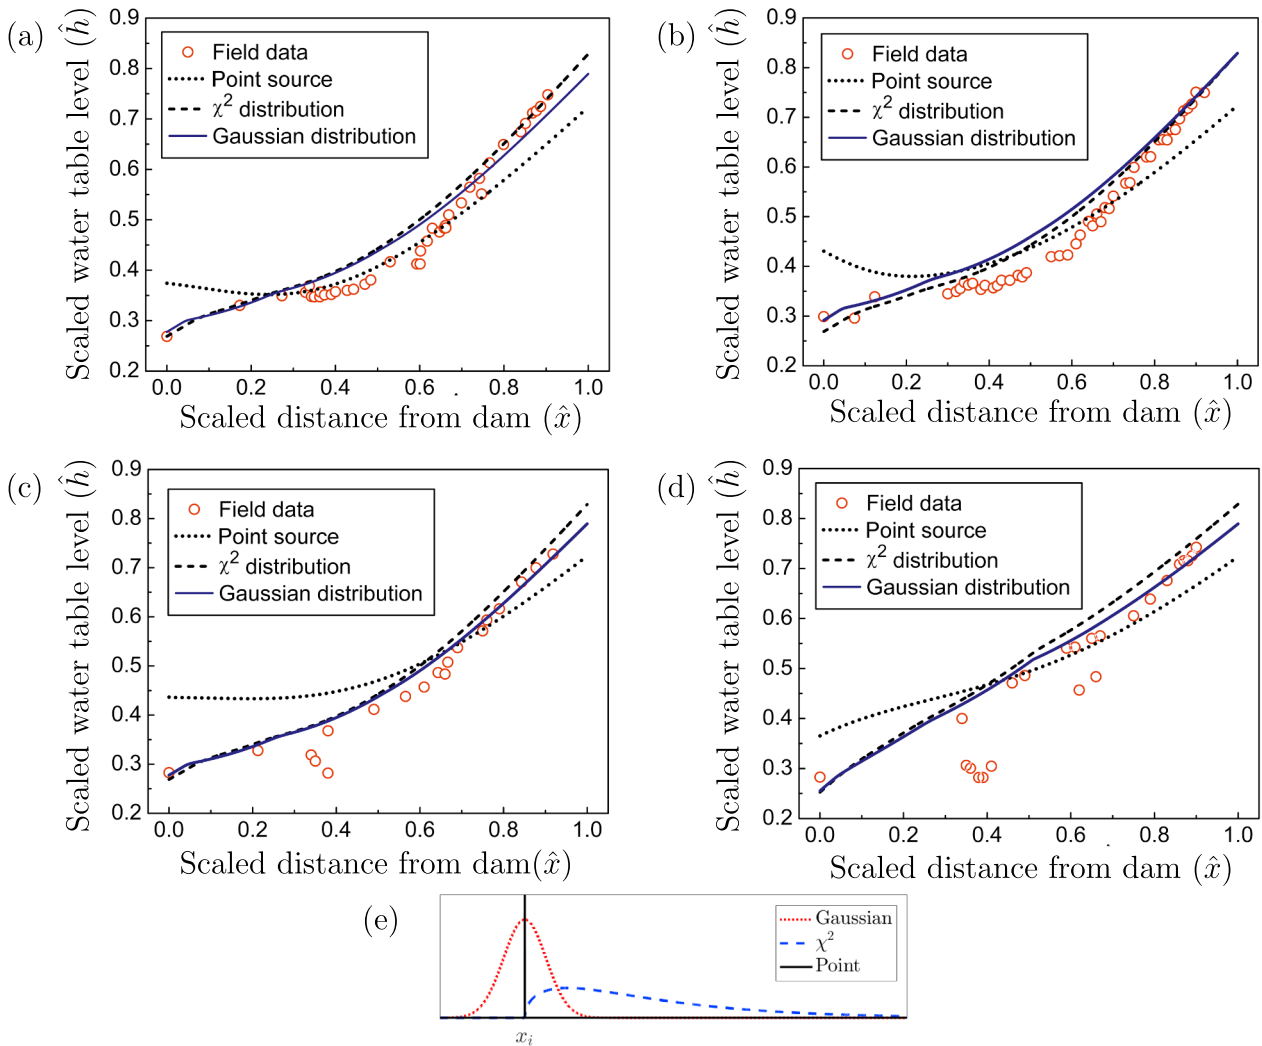 (a)
Scaled water table level (ĥ)
0.9
0.8
0.7
0.6
0.5
0.4
0.3
0.2
Field data
Point source
χ² distribution
Gaussian distribution
0.0 0.2 0.4 0.6 0.8 1.0
Scaled distance from dam (x̂)
(b)
Scaled water table level (ĥ)
0.9
0.8
0.7
0.6
0.5
0.4
0.3
0.2
Field data
Point source
χ² distribution
Gaussian distribution
0.0 0.2 0.4 0.6 0.8 1.0
Scaled distance from dam (x̂)
(c)
Scaled water table level (ĥ)
0.9
0.8
0.7
0.6
0.5
0.4
0.3
0.2
Field data
Point source
χ² distribution
Gaussian distribution
0.0 0.2 0.4 0.6 0.8 1.0
Scaled distance from dam(x̂)
(d)
Scaled water table level (ĥ)
0.9
0.8
0.7
0.6
0.5
0.4
0.3
0.2
Field data
Point source
χ² distribution
Gaussian distribution
0.0 0.2 0.4 0.6 0.8 1.0
Scaled distance from dam (x̂)
(e)
Gaussian
χ²
Point
xᵢ